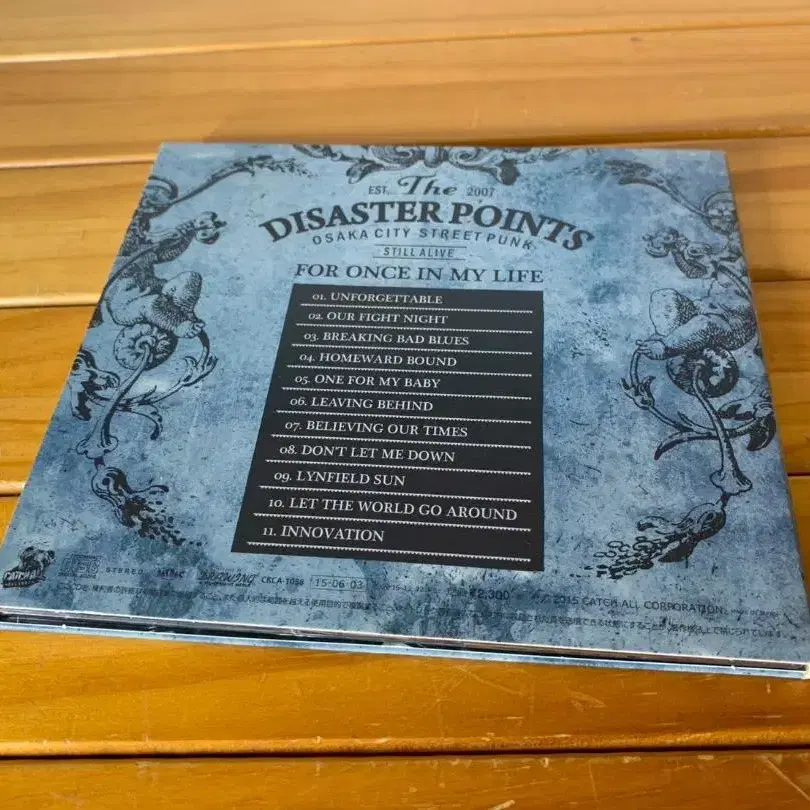 EST. The 2007
DISASTER POINTS
OSAKA CITY STREET PUNK
STILL ALIVE
FOR ONCE IN MY LIFE
01. UNFORGETTABLE
02. OUR FIGHT NIGHT
03. BREAKING BAD BLUES
04. HOMEWARD BOUND
05. ONE FOR MY BABY
06. LEAVING BEHIND
07. BELIEVING OUR TIMES
08. DON'T LET ME DOWN
09. LYNFIELD SUN
10. LET THE WORLD GO AROUND
11. INNOVATION
STEREO CKCA-1058 15·06·03 ¥2,300 2015 CATCH ALL CORPORATION